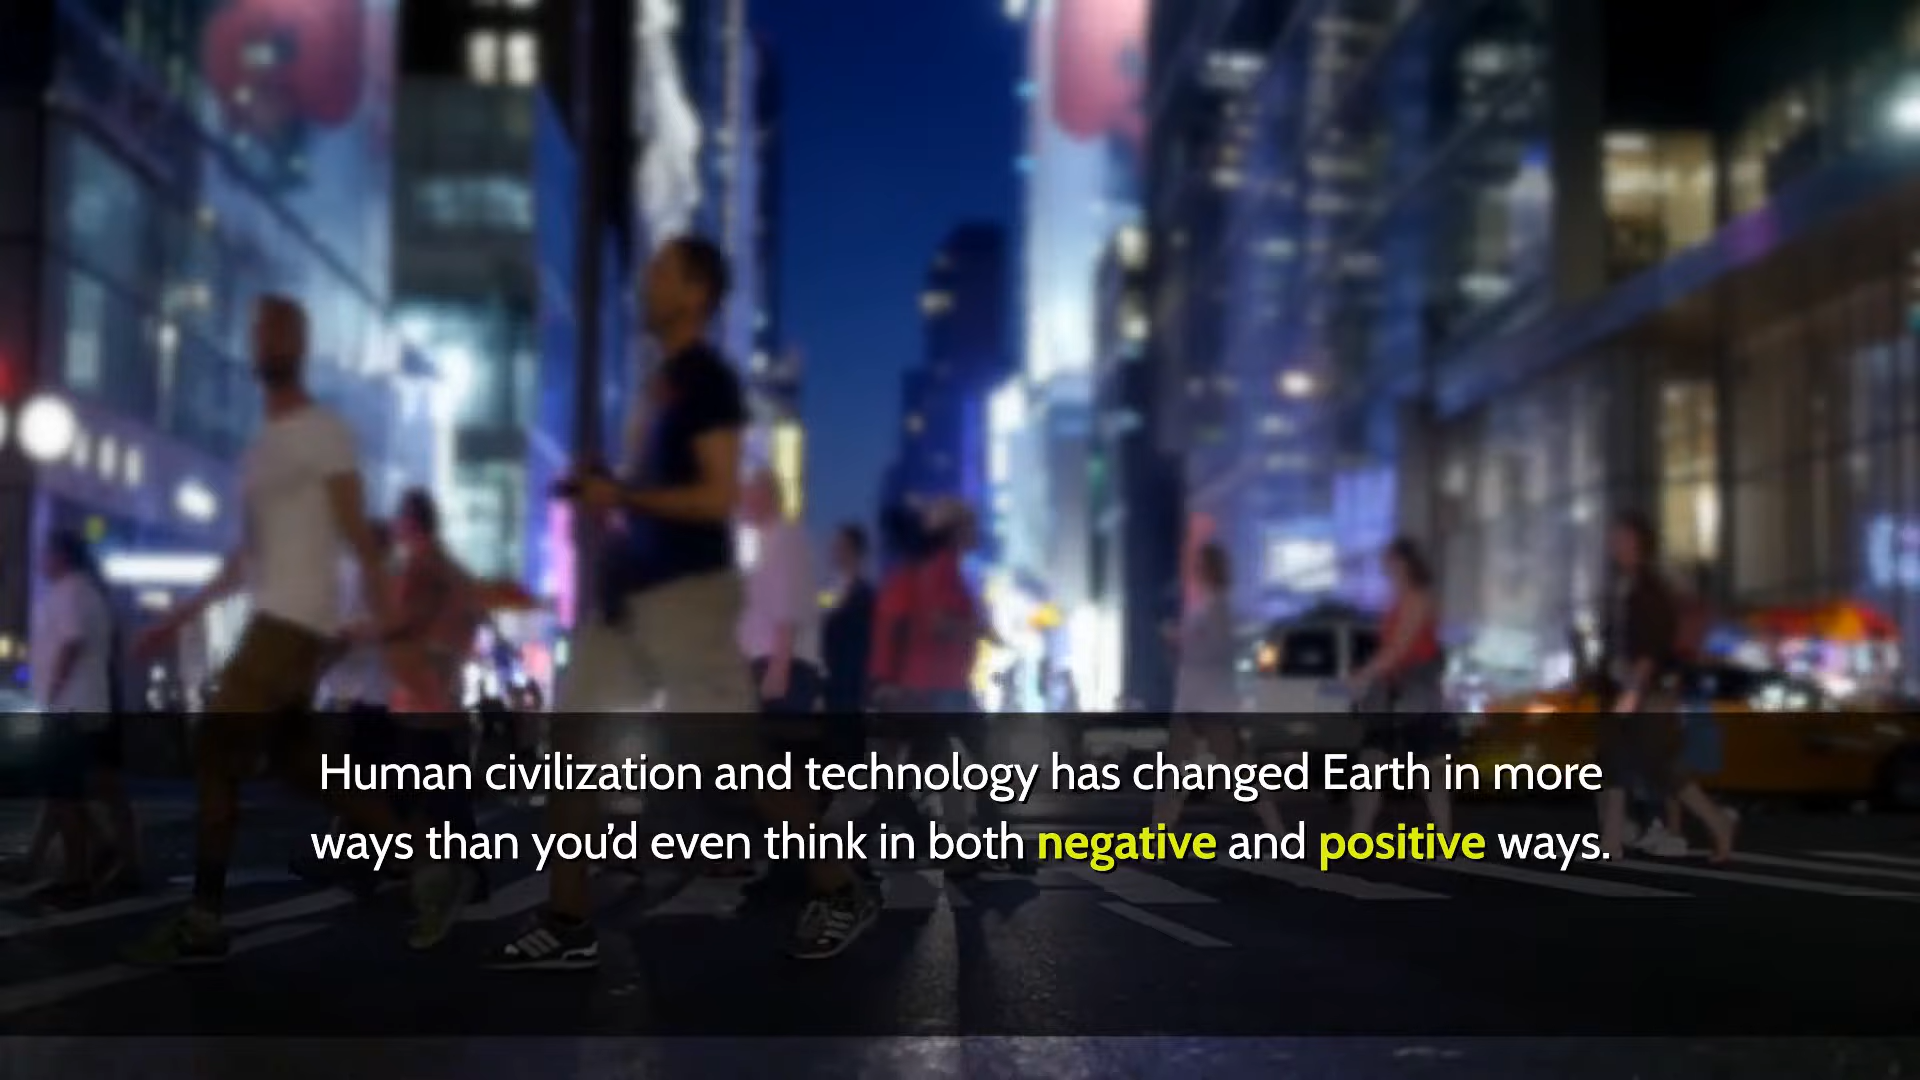 Human civilization and technology has changed Earth in more
ways than you'd even think in both negative and positive ways.